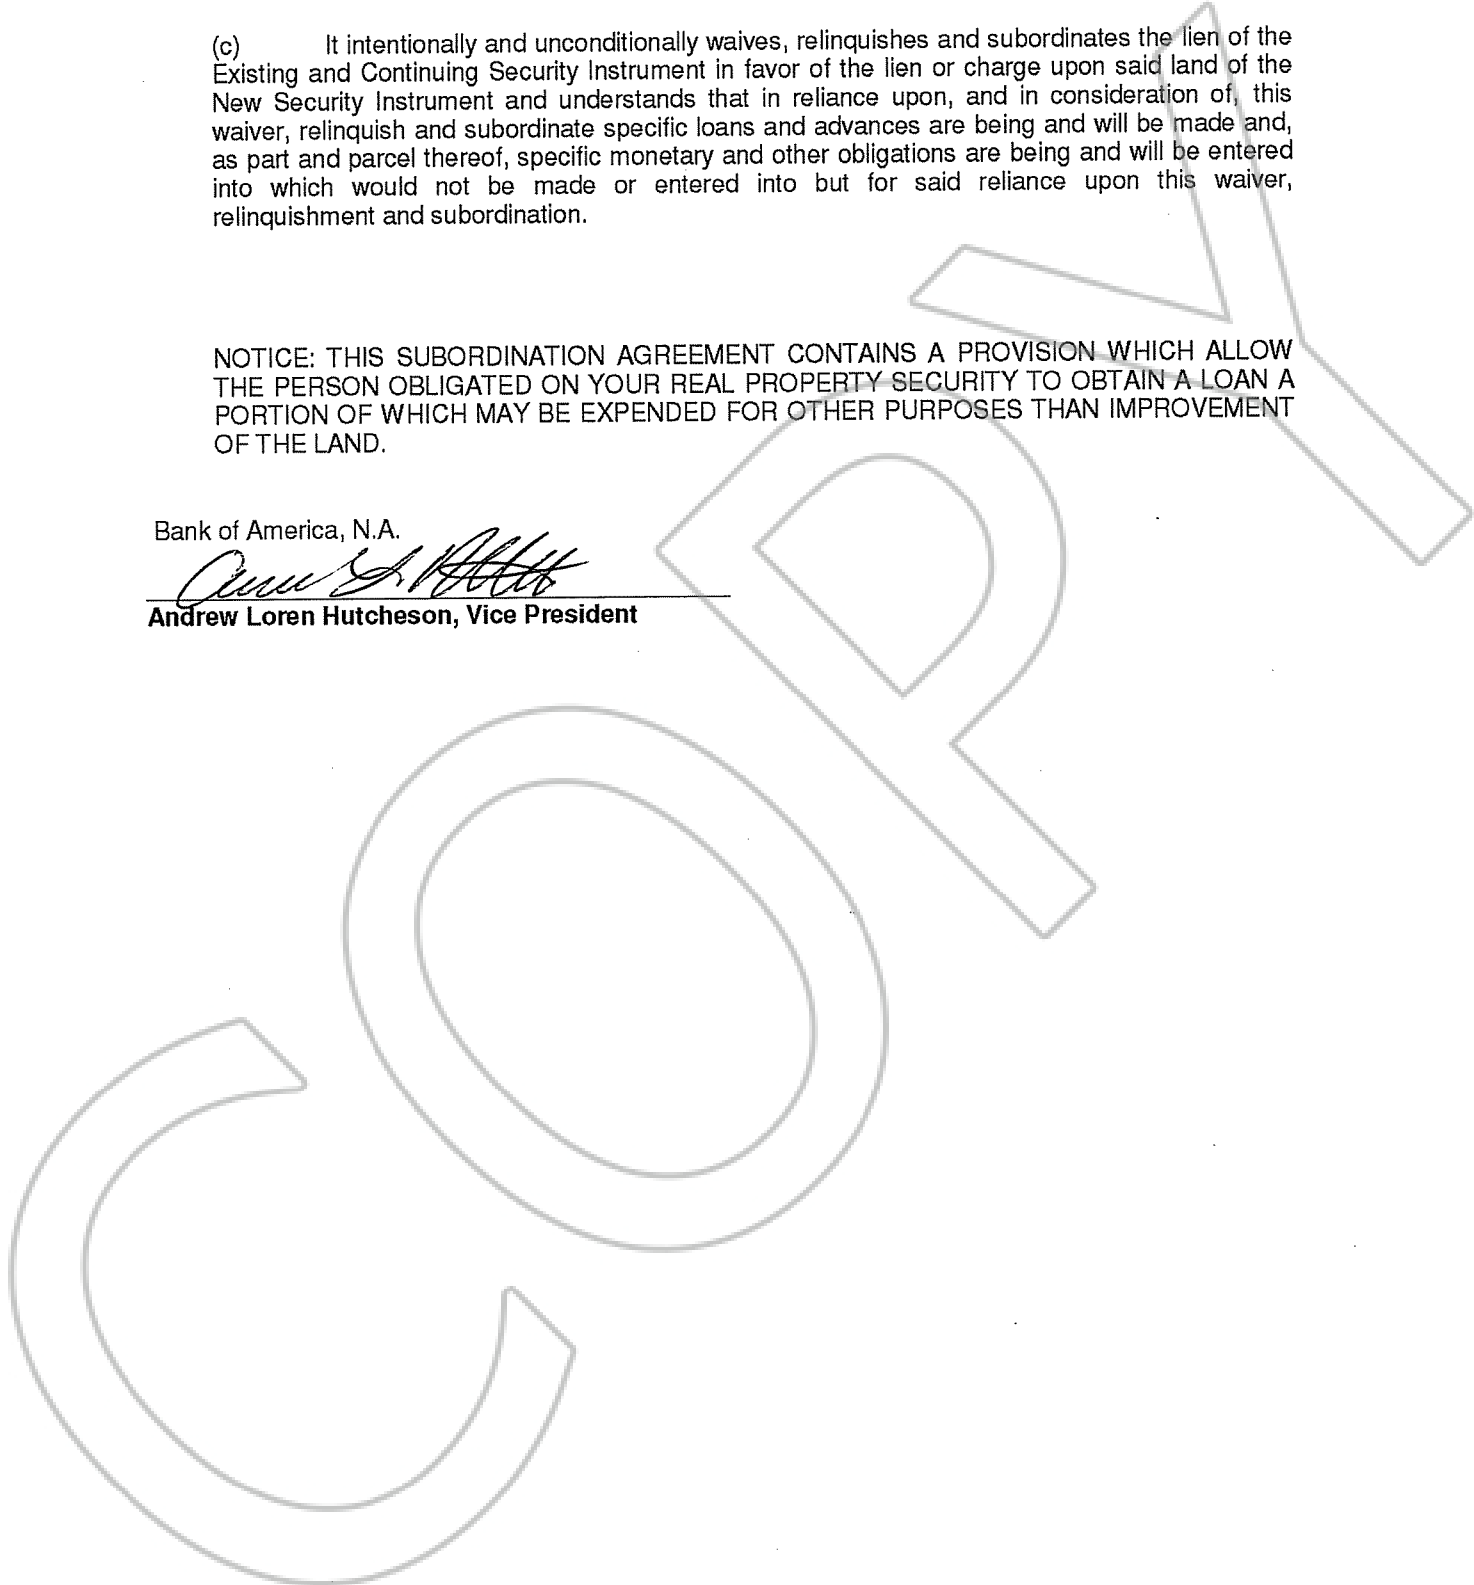 (c) It intentionally and unconditionally waives, relinquishes and subordinates the lien of the
Existing and Continuing Security Instrument in favor of the lien or charge upon said land of the
New Security Instrument and understands that in reliance upon, and in consideration of, this
waiver, relinquish and subordinate specific loans and advances are being and will be made and,
as part and parcel thereof, specific monetary and other obligations are being and will be entered
into which would not be made or entered into but for said reliance upon this waiver,
relinquishment and subordination.
NOTICE: THIS SUBORDINATION AGREEMENT CONTAINS A PROVISION WHICH ALLOW
THE PERSON OBLIGATED ON YOUR REAL PROPERTY SECURITY TO OBTAIN A LOAN A
PORTION OF WHICH MAY BE EXPENDED FOR OTHER PURPOSES THAN IMPROVEMENT
OF THE LAND.
Bank of America, N.A.
Andrew Loren Hutcheson, Vice President
COPY